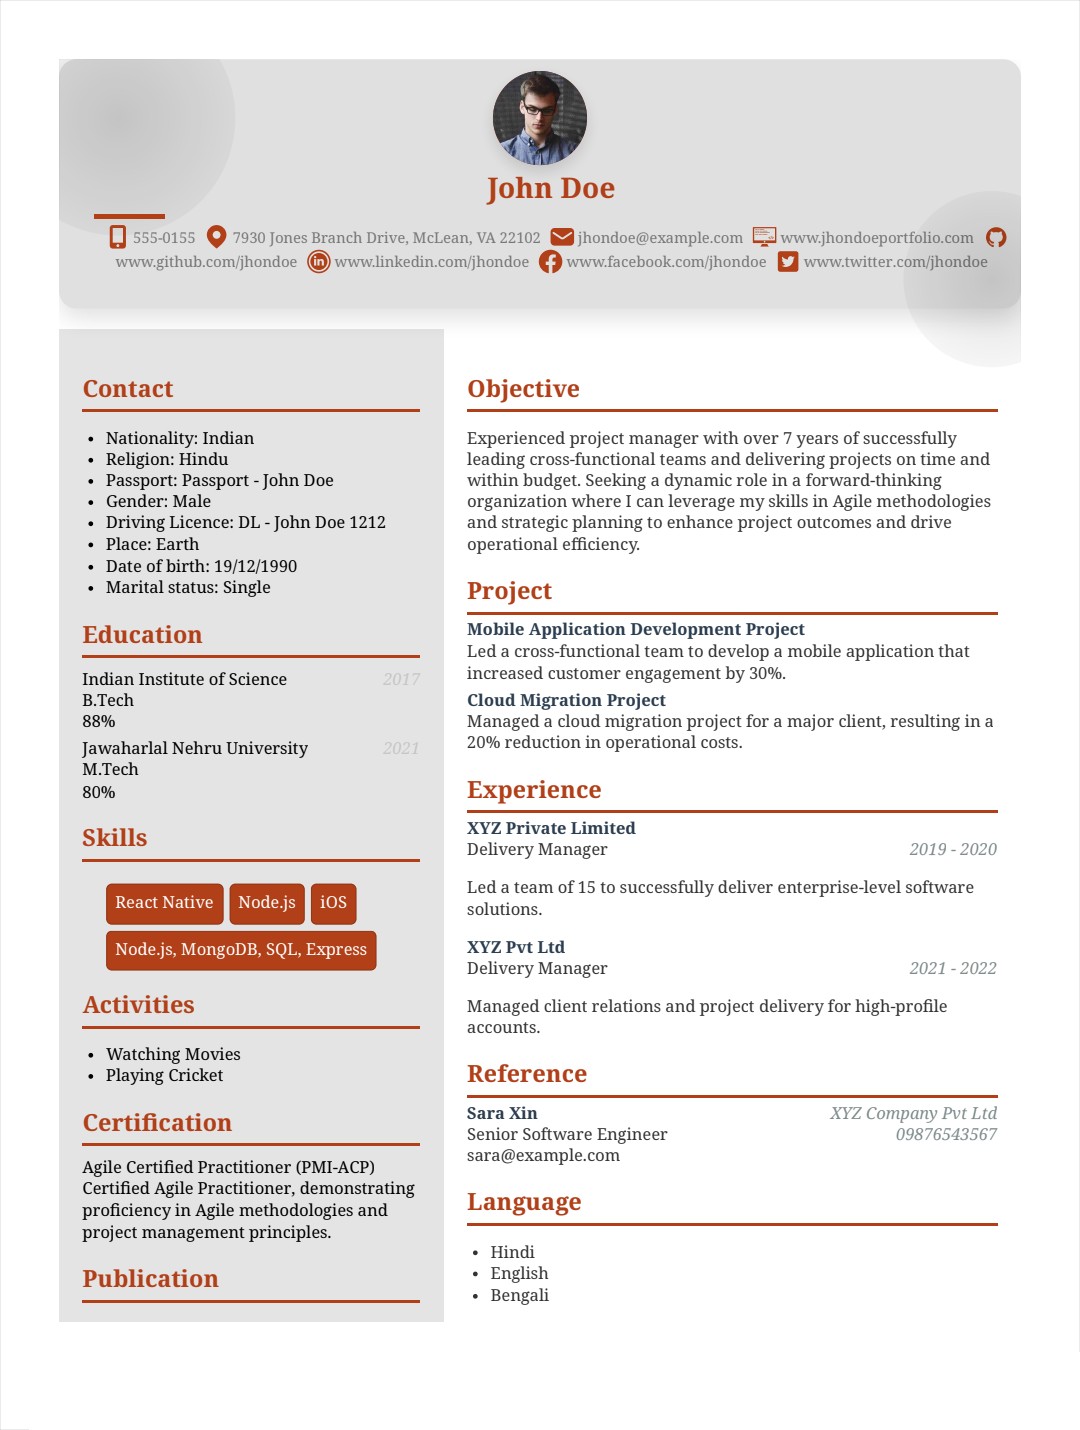 John Doe
555-0155 7930 Jones Branch Drive, McLean, VA 22102 jhondoe@example.com www.jhondoeportfolio.com
www.github.com/jhondoe www.linkedin.com/jhondoe www.facebook.com/jhondoe www.twitter.com/jhondoe
Contact
• Nationality: Indian
• Religion: Hindu
• Passport: Passport - John Doe
• Gender: Male
• Driving Licence: DL - John Doe 1212
• Place: Earth
• Date of birth: 19/12/1990
• Marital status: Single
Education
Indian Institute of Science 2017
B.Tech
88%
Jawaharlal Nehru University 2021
M.Tech
80%
Skills
React Native Node.js iOS
Node.js, MongoDB, SQL, Express
Activities
• Watching Movies
• Playing Cricket
Certification
Agile Certified Practitioner (PMI-ACP)
Certified Agile Practitioner, demonstrating
proficiency in Agile methodologies and
project management principles.
Publication
Objective
Experienced project manager with over 7 years of successfully
leading cross-functional teams and delivering projects on time and
within budget. Seeking a dynamic role in a forward-thinking
organization where I can leverage my skills in Agile methodologies
and strategic planning to enhance project outcomes and drive
operational efficiency.
Project
Mobile Application Development Project
Led a cross-functional team to develop a mobile application that
increased customer engagement by 30%.
Cloud Migration Project
Managed a cloud migration project for a major client, resulting in a
20% reduction in operational costs.
Experience
XYZ Private Limited
Delivery Manager 2019 - 2020
Led a team of 15 to successfully deliver enterprise-level software
solutions.
XYZ Pvt Ltd
Delivery Manager 2021 - 2022
Managed client relations and project delivery for high-profile
accounts.
Reference
Sara Xin XYZ Company Pvt Ltd
Senior Software Engineer 09876543567
sara@example.com
Language
• Hindi
• English
• Bengali